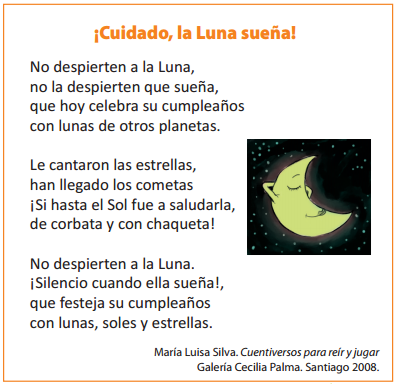 ¡Cuidado, la Luna sueña!
No despierten a la Luna,
no la despierten que sueña,
que hoy celebra su cumpleaños
con lunas de otros planetas.
Le cantaron las estrellas,
han llegado los cometas
¡Si hasta el Sol fue a saludarla,
de corbata y con chaqueta!
No despierten a la Luna.
¡Silencio cuando ella sueña!,
que festeja su cumpleaños
con lunas, soles y estrellas.
María Luisa Silva. Cuentiversos para reír y jugar
Galería Cecilia Palma. Santiago 2008.